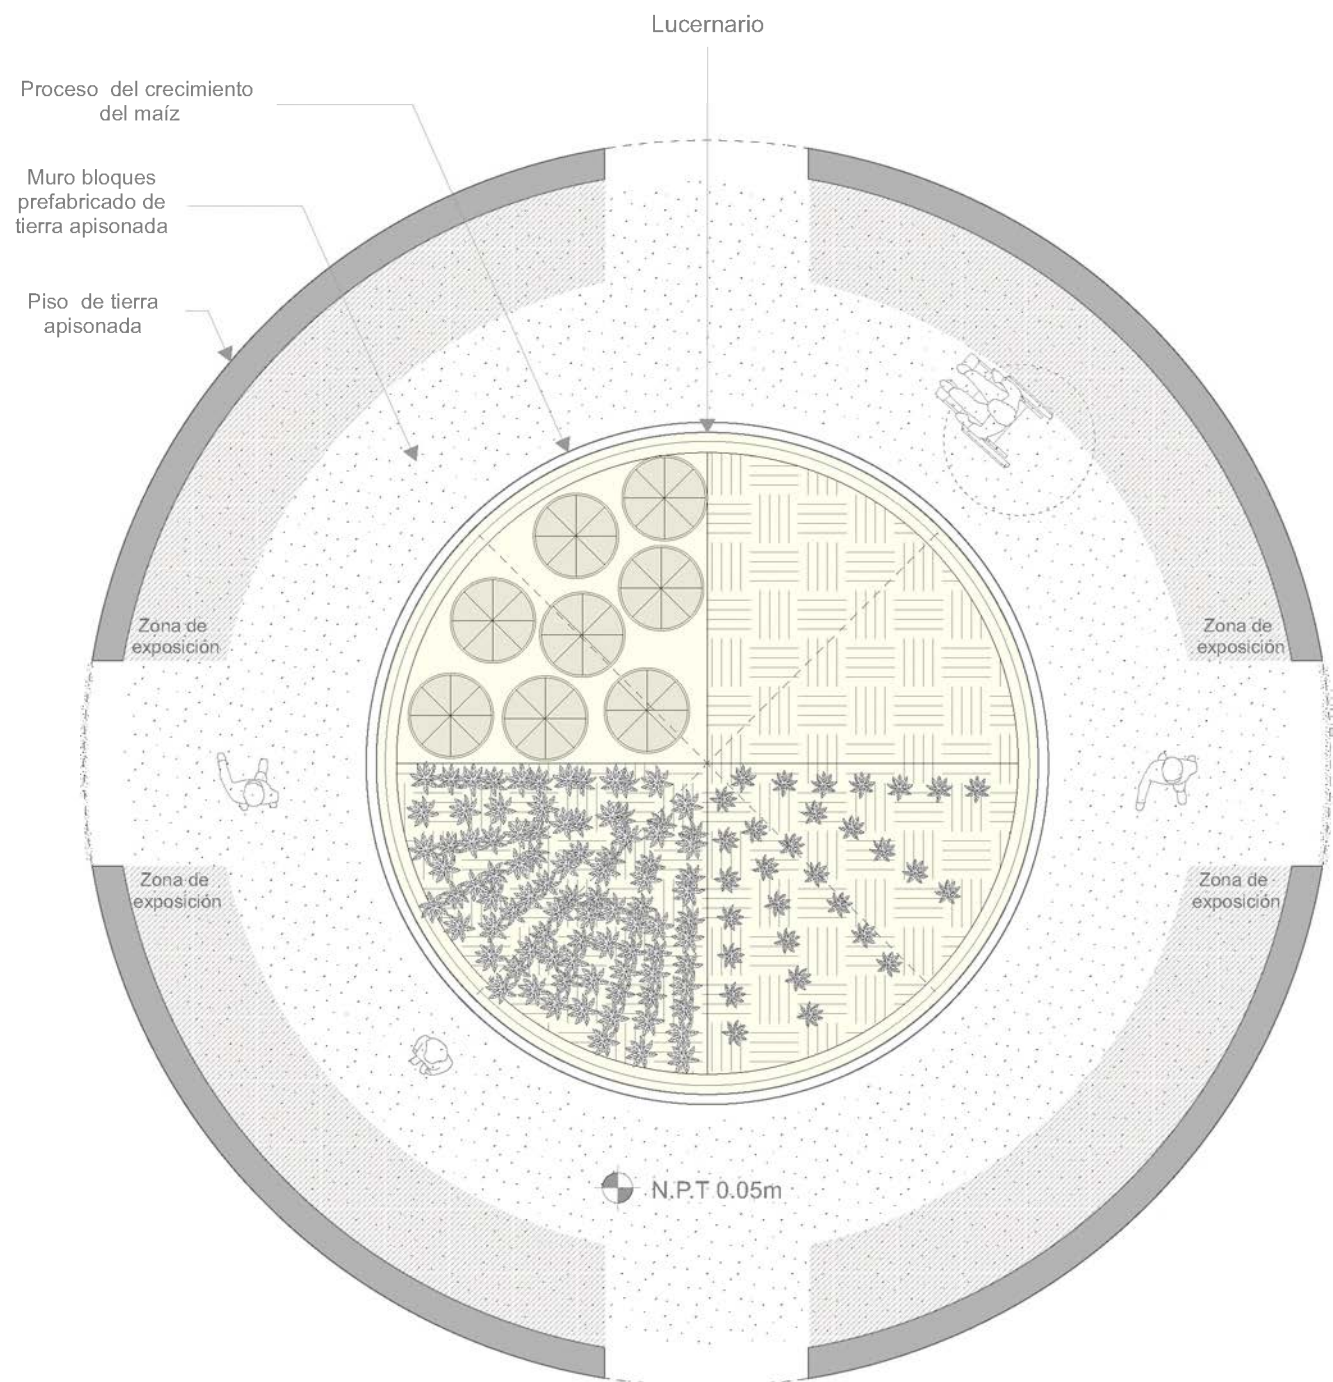 Lucernario
Proceso del crecimiento
del maíz
Muro bloques
prefabricado de
tierra apisonada
Piso de tierra
apisonada
Zona de
exposición
Zona de
exposición
Zona de
exposición
Zona de
exposición
N.P.T 0.05m